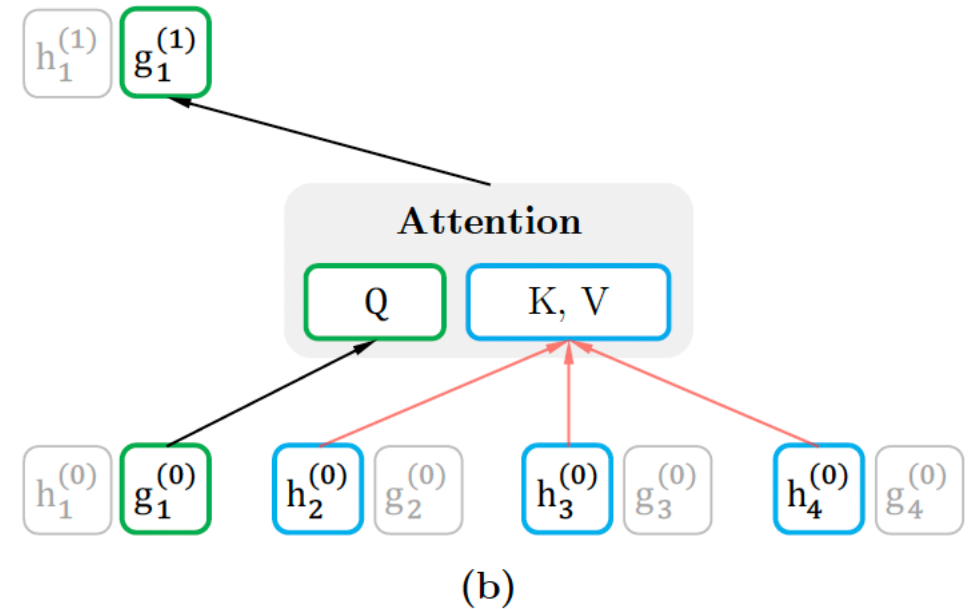 h₁⁽¹⁾ g₁⁽¹⁾
Attention
Q K, V
h₁⁽⁰⁾ g₁⁽⁰⁾ h₂⁽⁰⁾ g₂⁽⁰⁾ h₃⁽⁰⁾ g₃⁽⁰⁾ h₄⁽⁰⁾ g₄⁽⁰⁾
(b)